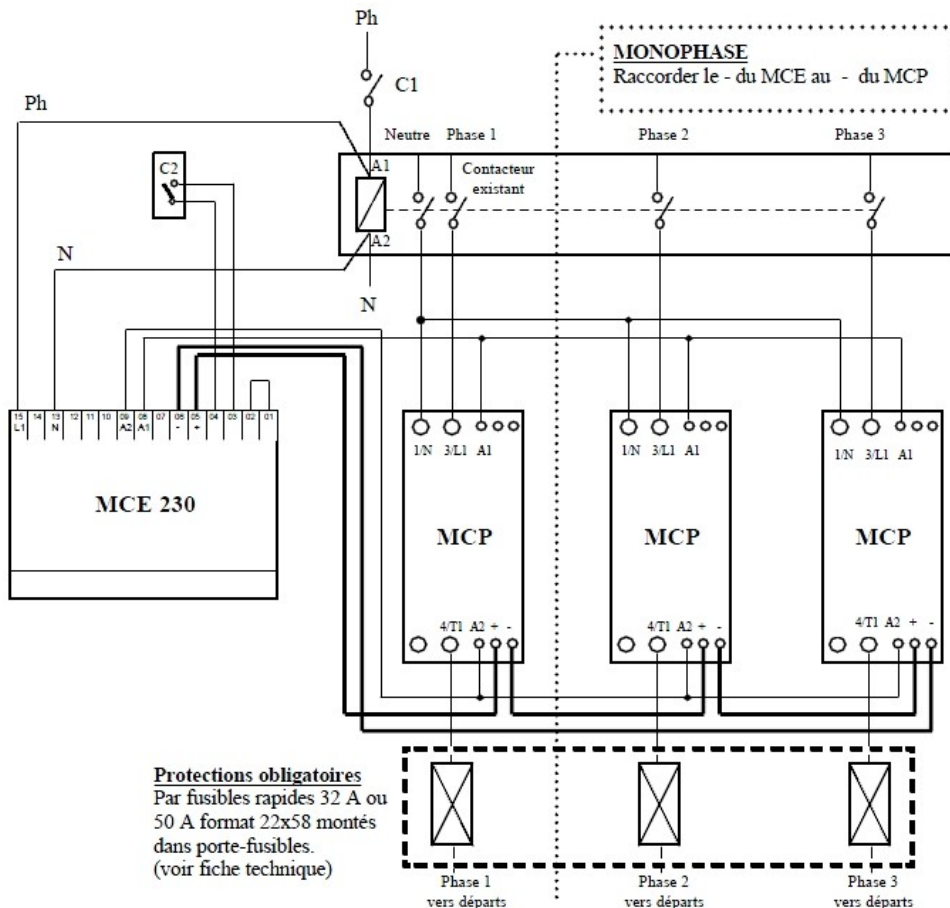 Ph
MONOPHASE
Raccorder le - du MCE au - du MCP
C1
Ph
Neutre Phase 1 Phase 2 Phase 3
C2
A1
Contacteur
existant
A2
N
N
15 14 13 12 11 10 09 08 07 06 05 04 03 02 01
L1 N A2 A1 - +
1/N 3/L1 A1
1/N 3/L1 A1
1/N 3/L1 A1
MCE 230
MCP
MCP
MCP
4/T1 A2 + -
4/T1 A2 + -
4/T1 A2 + -
Protections obligatoires
Par fusibles rapides 32 A ou
50 A format 22x58 montés
dans porte-fusibles.
(voir fiche technique)
Phase 1
vers départs
Phase 2
vers départs
Phase 3
vers départs